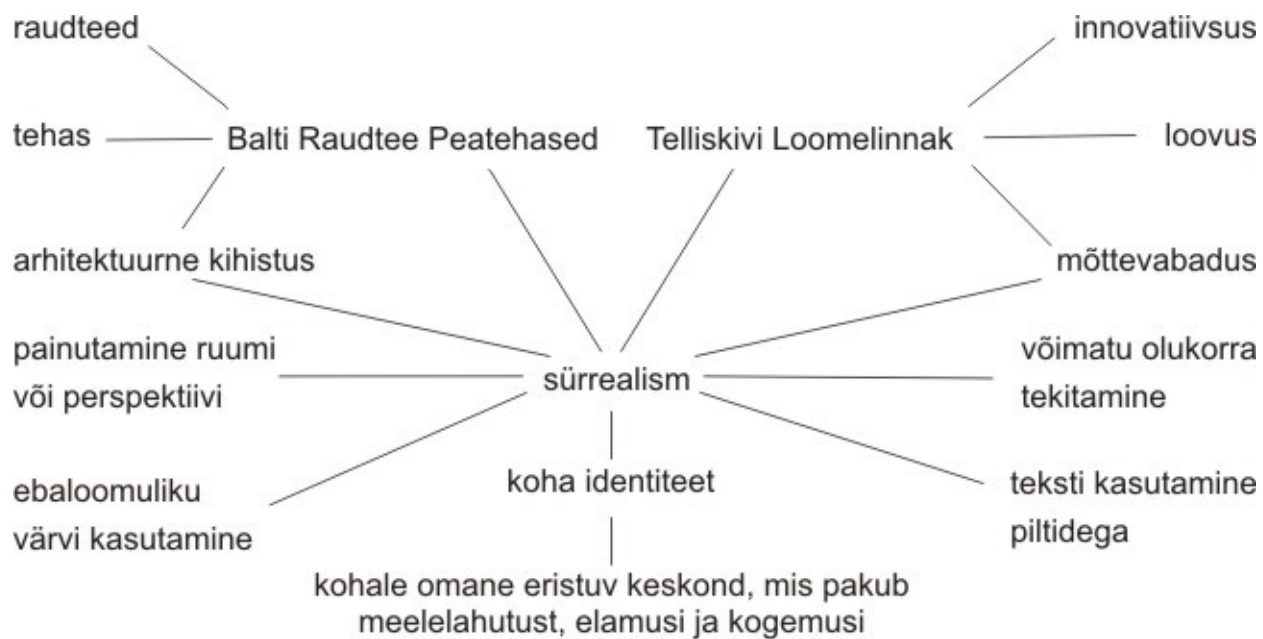 raudteed
innovatiivsus
tehas
Balti Raudtee Peatehased
Telliskivi Loomelinnak
loovus
arhitektuurne kihistus
mõttevabadus
painutamine ruumi
või perspektiivi
sürrealism
võimatu olukorra
tekitamine
ebaloomuliku
värvi kasutamine
koha identiteet
teksti kasutamine
piltidega
kohale omane eristuv keskond, mis pakub
meelelahutust, elamusi ja kogemusi